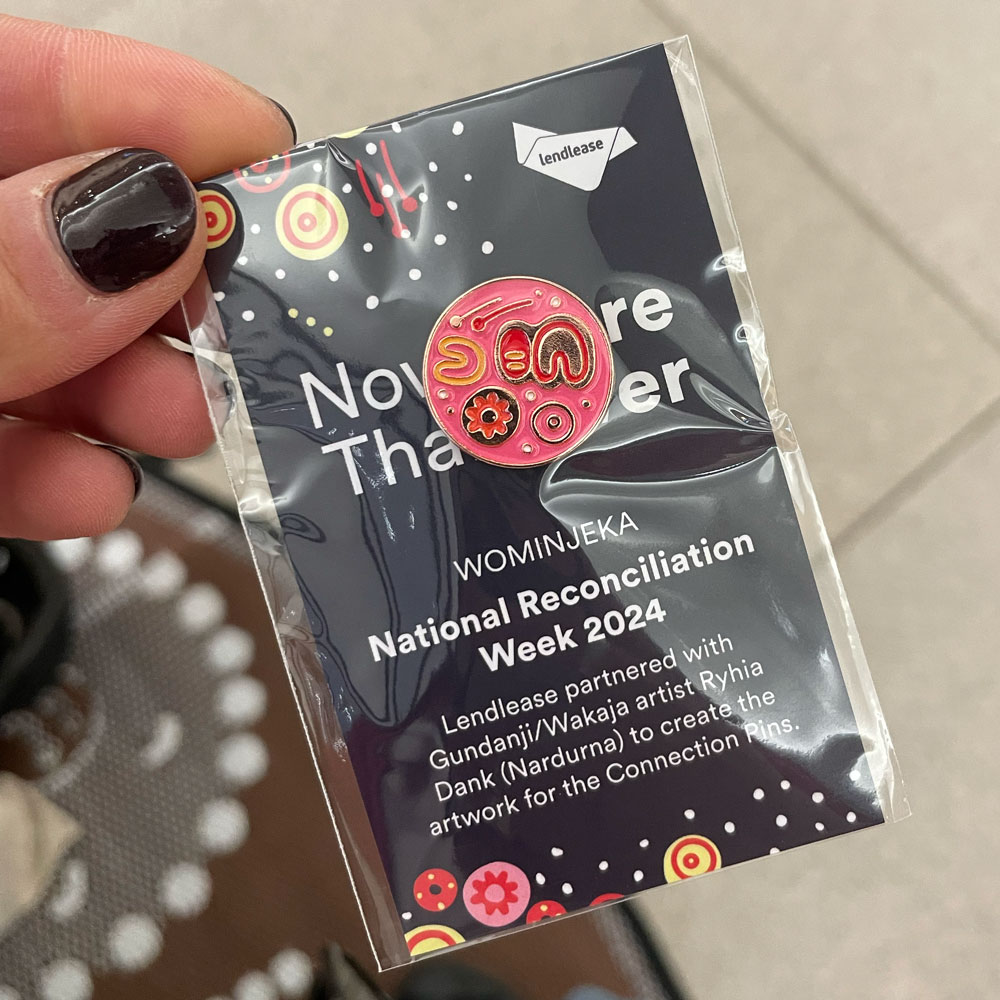 lendlease
Now re
Tha er
WOMINJEKA
National Reconciliation
Week 2024
Lendlease partnered with
Gundanji/Wakaja artist Ryhia
Dank (Nardurna) to create the
artwork for the Connection Pins.